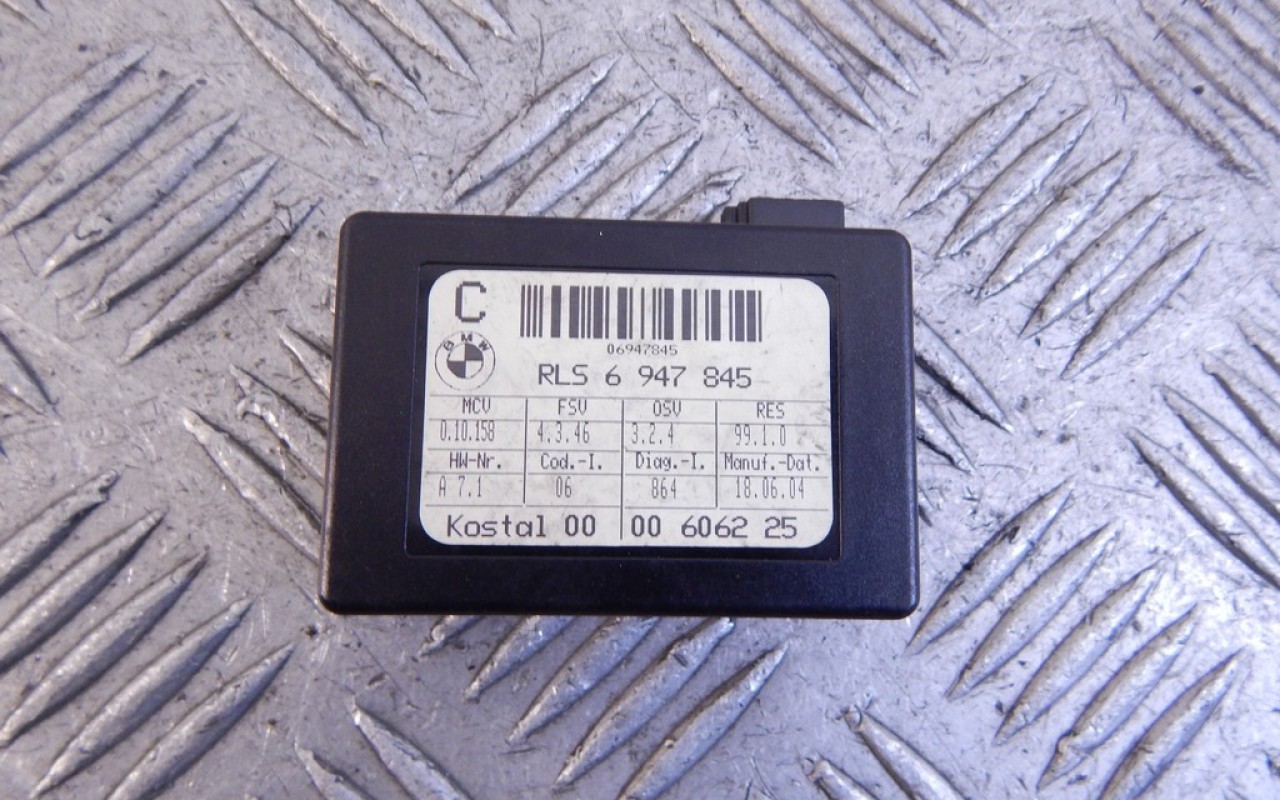 C
BMW
06947845
RLS 6 947 845
MCV FSV OSV RES
0.10.158 4.3.46 3.2.4 99.1.0
HW-Nr. Cod.-I. Diag.-I. Manuf.-Dat.
A 7.1 06 864 18.06.04
Kostal 00 00 6062 25